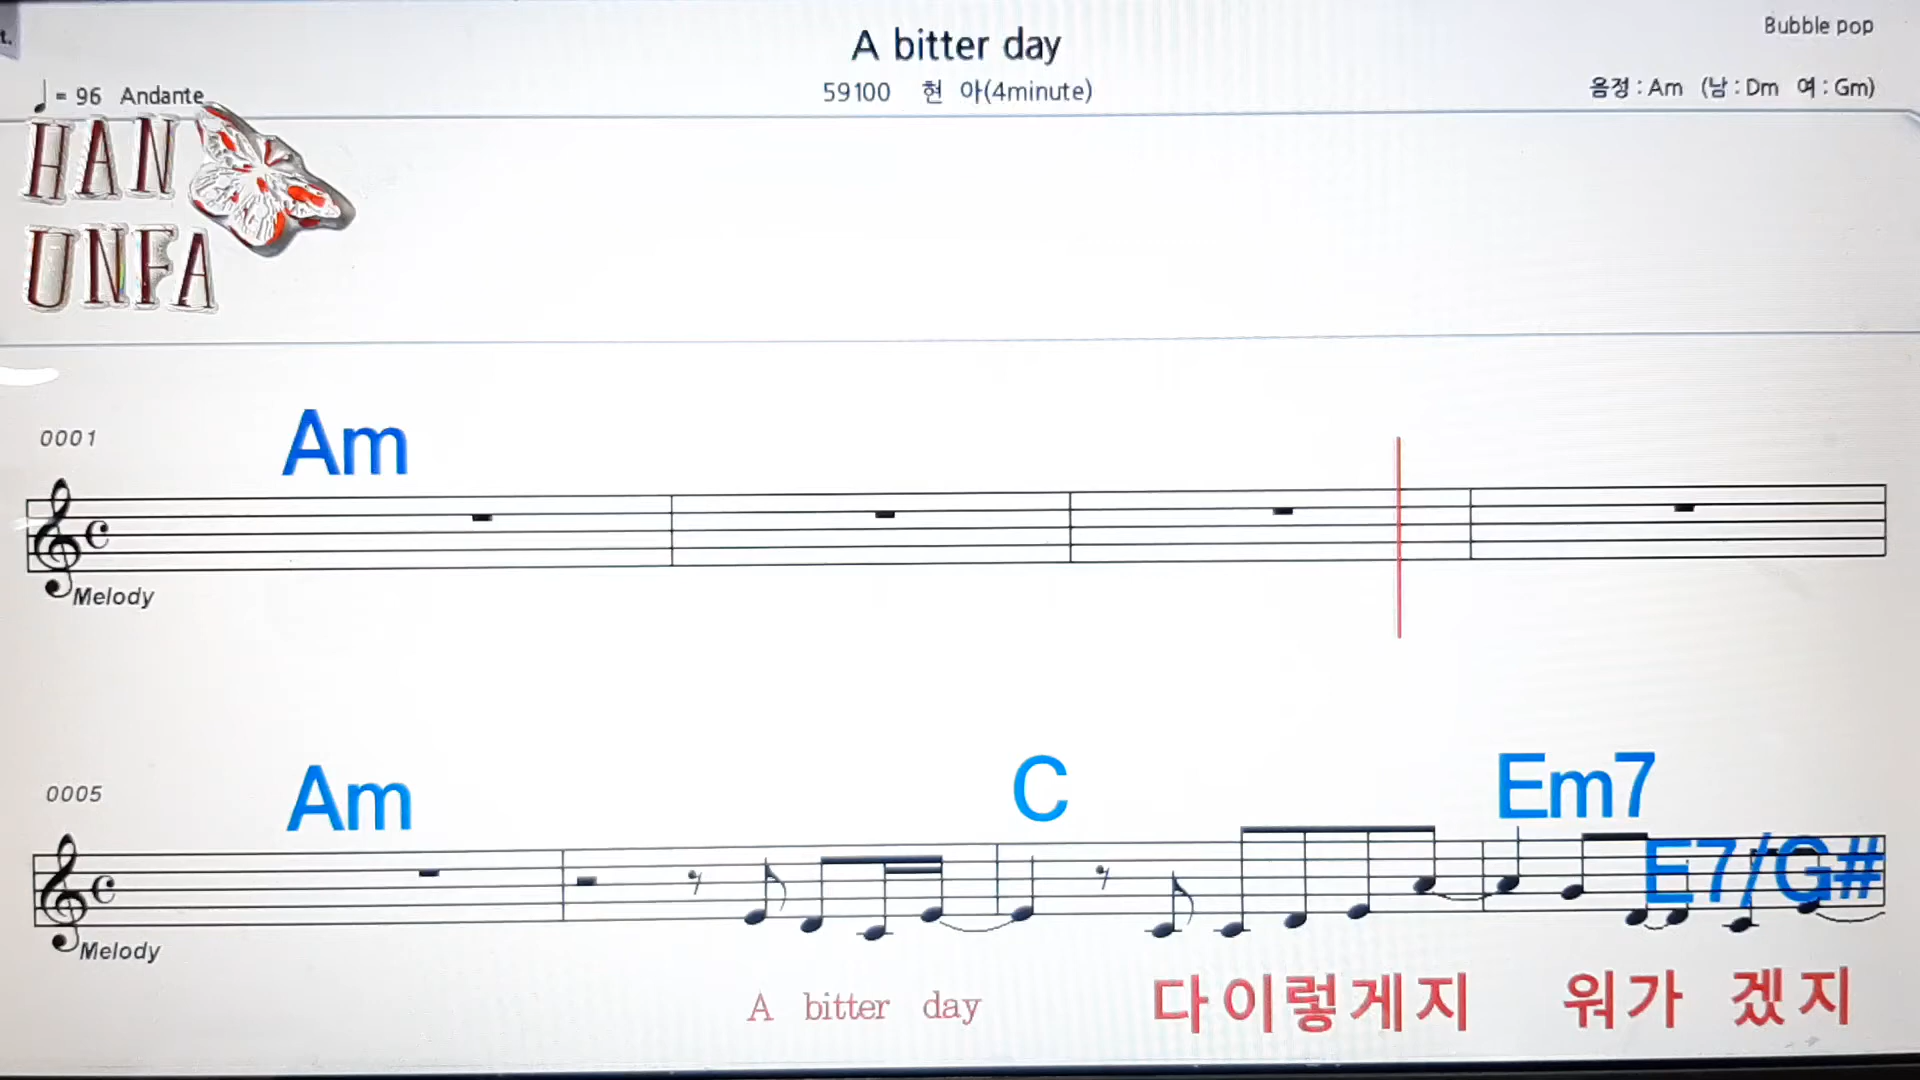 t.
A bitter day
Bubble pop
= 96 Andante
59100 현 아(4minute)
음정 : Am (남 : Dm 여 : Gm)
HAN
UNFA
0001
Am
Melody
0005
Am C Em7
E7/G#
Melody
A bitter day 다이렇게지 워가 겠지